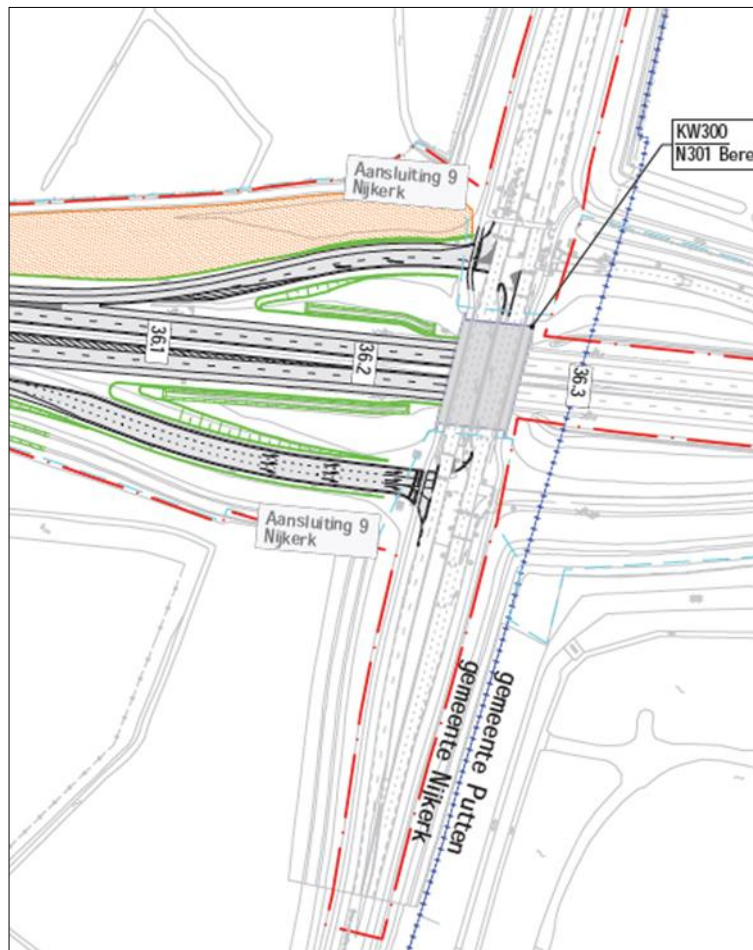 KW300
N301 Bere
Aansluiting 9
Nijkerk
36.1
36.2
36.3
Aansluiting 9
Nijkerk
gemeente Putten
gemeente Nijkerk